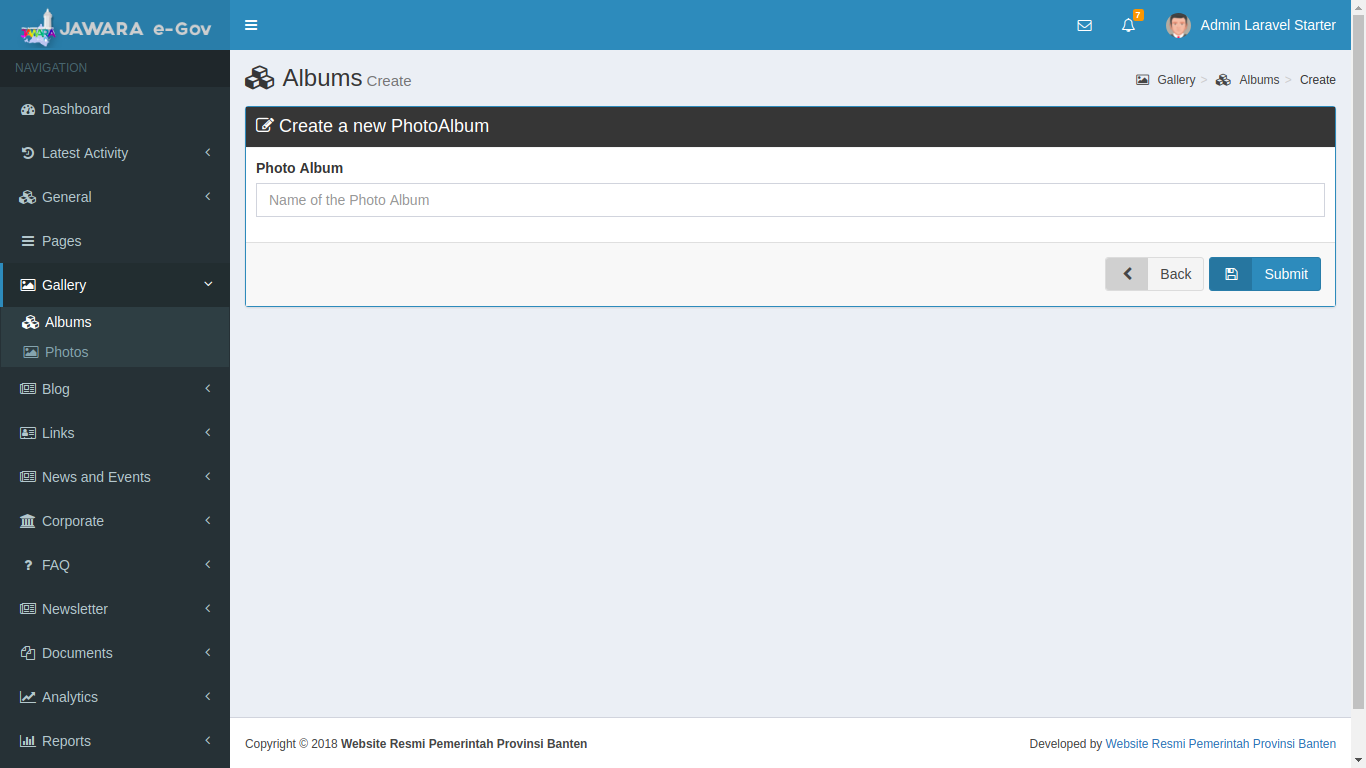 JAWARA e-Gov
7
Admin Laravel Starter
NAVIGATION
Dashboard
Latest Activity
General
Pages
Gallery
Albums
Photos
Blog
Links
News and Events
Corporate
FAQ
Newsletter
Documents
Analytics
Reports
Albums Create
Gallery > Albums > Create
Create a new PhotoAlbum
Photo Album
Name of the Photo Album
Back
Submit
Copyright © 2018 Website Resmi Pemerintah Provinsi Banten
Developed by Website Resmi Pemerintah Provinsi Banten